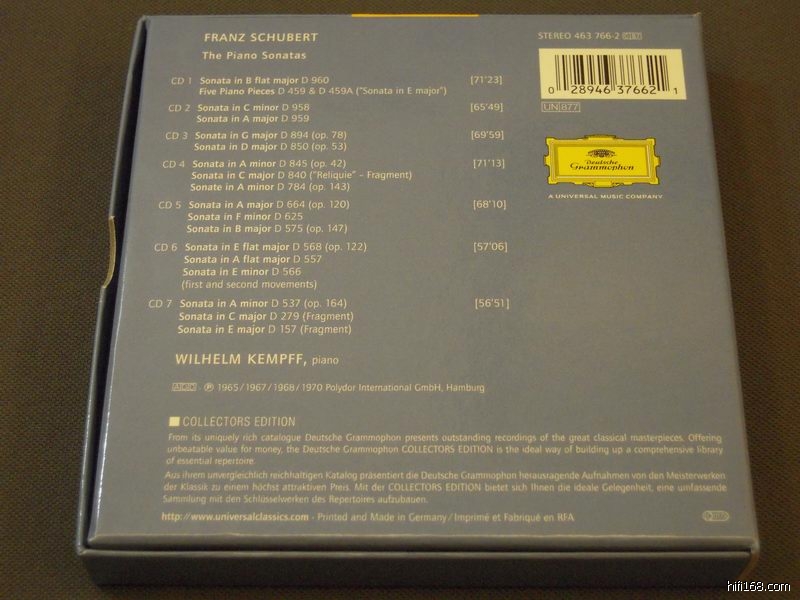 FRANZ SCHUBERT
The Piano Sonatas
STEREO 463 766-2 GB7
0 28946 37662 1
UN 877
CD 1 Sonata in B flat major D 960 [71'23]
Five Piano Pieces D 459 & D 459A ("Sonata in E major")
CD 2 Sonata in C minor D 958 [65'49]
Sonata in A major D 959
CD 3 Sonata in G major D 894 (op. 78) [69'59]
Sonata in D major D 850 (op. 53)
CD 4 Sonata in A minor D 845 (op. 42) [71'13]
Sonata in C major D 840 ("Reliquie" – Fragment)
Sonate in A minor D 784 (op. 143)
CD 5 Sonata in A major D 664 (op. 120) [68'10]
Sonata in F minor D 625
Sonata in B major D 575 (op. 147)
CD 6 Sonata in E flat major D 568 (op. 122) [57'06]
Sonata in A flat major D 557
Sonata in E minor D 566
(first and second movements)
CD 7 Sonata in A minor D 537 (op. 164) [56'51]
Sonata in C major D 279 (Fragment)
Sonata in E major D 157 (Fragment)
Deutsche
Grammophon
A UNIVERSAL MUSIC COMPANY
WILHELM KEMPFF, piano
ADD · ℗ 1965/1967/1968/1970 Polydor International GmbH, Hamburg
COLLECTORS EDITION
From its uniquely rich catalogue Deutsche Grammophon presents outstanding recordings of the great classical masterpieces. Offering
unbeatable value for money, the Deutsche Grammophon COLLECTORS EDITION is the ideal way of building up a comprehensive library
of essential repertoire.
Aus ihrem unvergleichlich reichhaltigen Katalog präsentiert die Deutsche Grammophon herausragende Aufnahmen von den Meisterwerken
der Klassik zu einem höchst attraktiven Preis. Mit der COLLECTORS EDITION bietet sich Ihnen die ideale Gelegenheit, eine umfassende
Sammlung mit den Schlüsselwerken des Repertoires aufzubauen.
http://www.universalclassics.com · Printed and Made in Germany/Imprimé et Fabriqué en RFA
hifi168.com